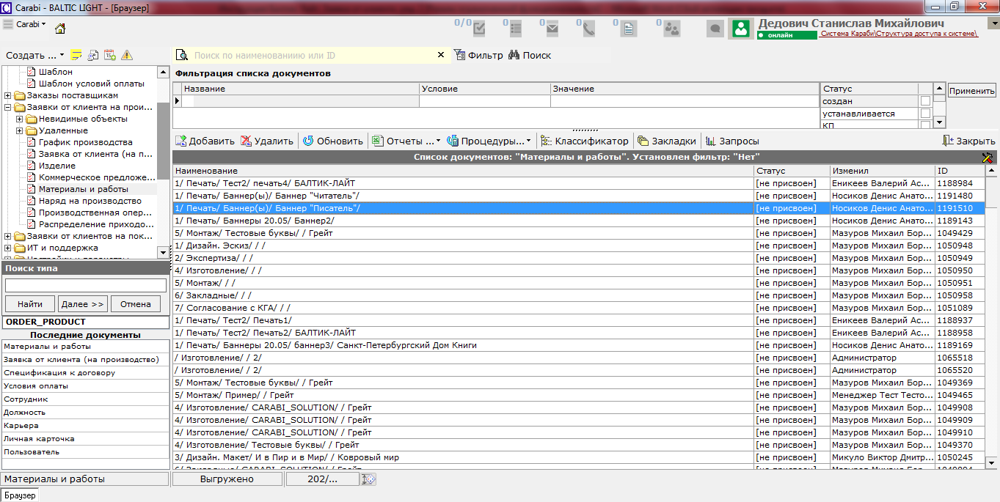 Carabi - BALTIC LIGHT - [Браузер]
Carabi
0/0 0 0 0 0 0
Дедович Станислав Михайлович
онлайн
Система Караби\Структура доступа к системе\
Создать ...
Поиск по наименованиию или ID
Фильтр Поиск
Шаблон
Шаблон условий оплаты
Заказы поставщикам
Заявки от клиента на прои...
Невидимые объекты
Удаленные
График производства
Заявка от клиента (на п...
Изделие
Коммерческое предложе...
Материалы и работы
Наряд на производство
Производственная опер...
Распределение приходо...
Заявки от клиентов на пок...
ИТ и поддержка
Поиск типа
Найти Далее >> Отмена
ORDER_PRODUCT
Последние документы
Материалы и работы
Заявка от клиента (на производство)
Спецификация к договору
Условия оплаты
Сотрудник
Должность
Карьера
Личная карточка
Пользователь
Фильтрация списка документов
Название Условие Значение
Статус
создан
устанавливается
КП
Применить
Добавить Удалить Обновить Отчеты ... Процедуры... Классификатор Закладки Запросы Закрыть
Список документов: "Материалы и работы". Установлен фильтр: "Нет"
Наименование Статус Изменил ID
1/ Печать/ Тест2/ печать4/ БАЛТИК-ЛАЙТ [не присвоен] Еникеев Валерий Ас... 1188984
1/ Печать/ Баннер(ы)/ Баннер "Читатель"/ [не присвоен] Носиков Денис Анато... 1191480
1/ Печать/ Баннер(ы)/ Баннер "Писатель"/ [не присвоен] Носиков Денис Анато... 1191510
1/ Печать/ Баннеры 20.05/ Баннер2/ [не присвоен] Носиков Денис Анато... 1189143
5/ Монтаж/ Тестовые буквы/ / Грейт [не присвоен] Мазуров Михаил Бор... 1049429
1/ Дизайн. Эскиз/ / / [не присвоен] Мазуров Михаил Бор... 1050948
2/ Экспертиза/ / / [не присвоен] Мазуров Михаил Бор... 1050949
4/ Изготовление/ / / [не присвоен] Мазуров Михаил Бор... 1050950
5/ Монтаж/ / / [не присвоен] Мазуров Михаил Бор... 1050951
6/ Закладные/ / / [не присвоен] Мазуров Михаил Бор... 1050958
7/ Согласование с КГА/ / / [не присвоен] Мазуров Михаил Бор... 1051089
1/ Печать/ Тест2/ Печать1/ [не присвоен] Еникеев Валерий Ас... 1188937
1/ Печать/ Тест2/ Печать2/ БАЛТИК-ЛАЙТ [не присвоен] Еникеев Валерий Ас... 1188958
1/ Печать/ Баннеры 20.05/ баннер3/ Санкт-Петербургский Дом Книги [не присвоен] Носиков Денис Анато... 1189169
/ Изготовление/ / 2/ [не присвоен] Администратор 1065518
/ Изготовление/ / 2/ [не присвоен] Администратор 1065520
5/ Монтаж/ Тестовые буквы/ / Грейт [не присвоен] Мазуров Михаил Бор... 1049369
5/ Монтаж/ Пример/ / Грейт [не присвоен] Менеджер Тест Тесто... 1049465
4/ Изготовление/ CARABI_SOLUTION/ / Грейт [не присвоен] Мазуров Михаил Бор... 1049908
4/ Изготовление/ CARABI_SOLUTION/ / Грейт [не присвоен] Мазуров Михаил Бор... 1049909
4/ Изготовление/ CARABI_SOLUTION/ / Грейт [не присвоен] Мазуров Михаил Бор... 1049910
4/ Изготовление/ Тестовые буквы/ / Грейт [не присвоен] Мазуров Михаил Бор... 1049370
3/ Дизайн. Макет/ И в Пир и в Мир/ / Ковровый мир [не присвоен] Микуло Виктор Дмитр... 1050245
Материалы и работы Выгружено 202/...
Браузер